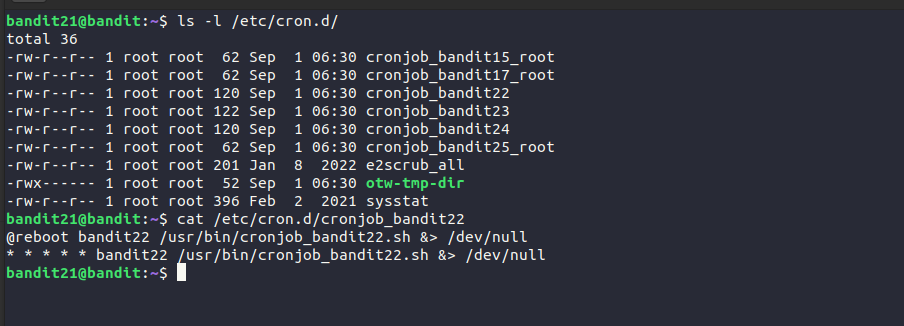 bandit21@bandit:~$ ls -l /etc/cron.d/
total 36
-rw-r--r-- 1 root root  62 Sep  1 06:30 cronjob_bandit15_root
-rw-r--r-- 1 root root  62 Sep  1 06:30 cronjob_bandit17_root
-rw-r--r-- 1 root root 120 Sep  1 06:30 cronjob_bandit22
-rw-r--r-- 1 root root 122 Sep  1 06:30 cronjob_bandit23
-rw-r--r-- 1 root root 120 Sep  1 06:30 cronjob_bandit24
-rw-r--r-- 1 root root  62 Sep  1 06:30 cronjob_bandit25_root
-rw-r--r-- 1 root root 201 Jan  8  2022 e2scrub_all
-rwx------ 1 root root  52 Sep  1 06:30 otw-tmp-dir
-rw-r--r-- 1 root root 396 Feb  2  2021 sysstat
bandit21@bandit:~$ cat /etc/cron.d/cronjob_bandit22
@reboot bandit22 /usr/bin/cronjob_bandit22.sh &> /dev/null
* * * * * bandit22 /usr/bin/cronjob_bandit22.sh &> /dev/null
bandit21@bandit:~$